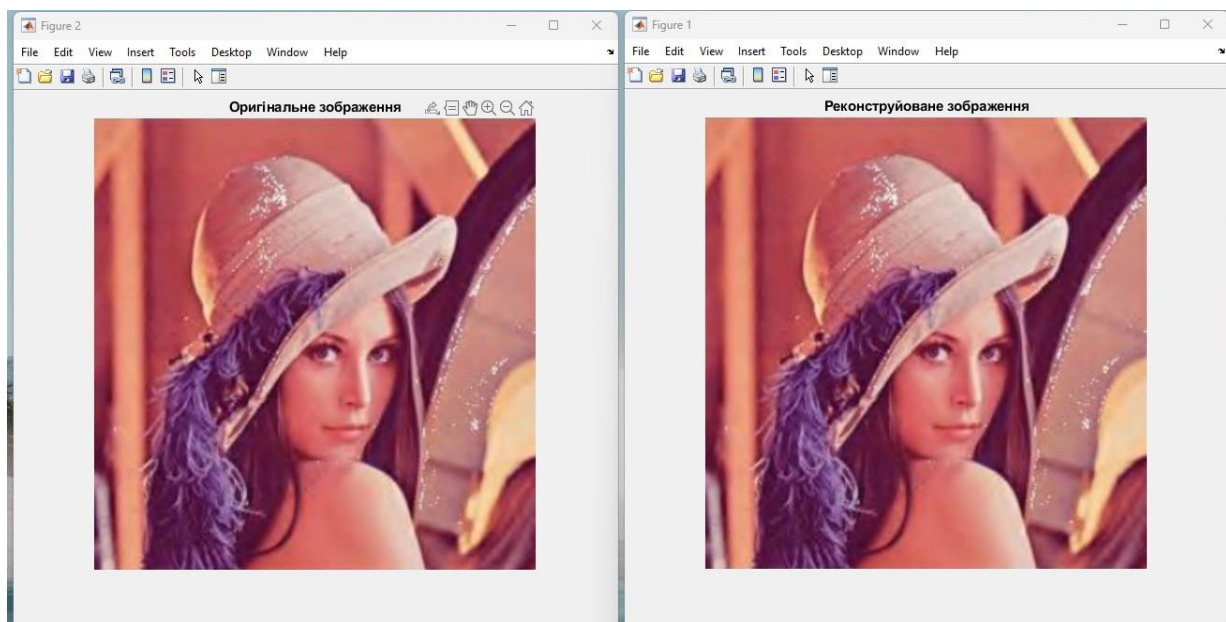 Figure 2
File Edit View Insert Tools Desktop Window Help
Оригінальне зображення
Figure 1
File Edit View Insert Tools Desktop Window Help
Реконструйоване зображення